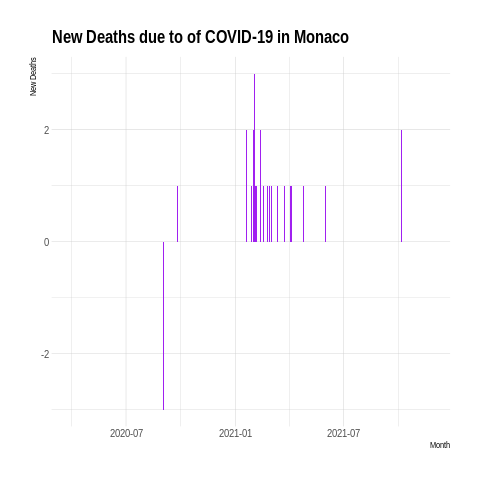 New Deaths due to of COVID-19 in Monaco
New Deaths
2
0
-2
2020-07 2021-01 2021-07
Month